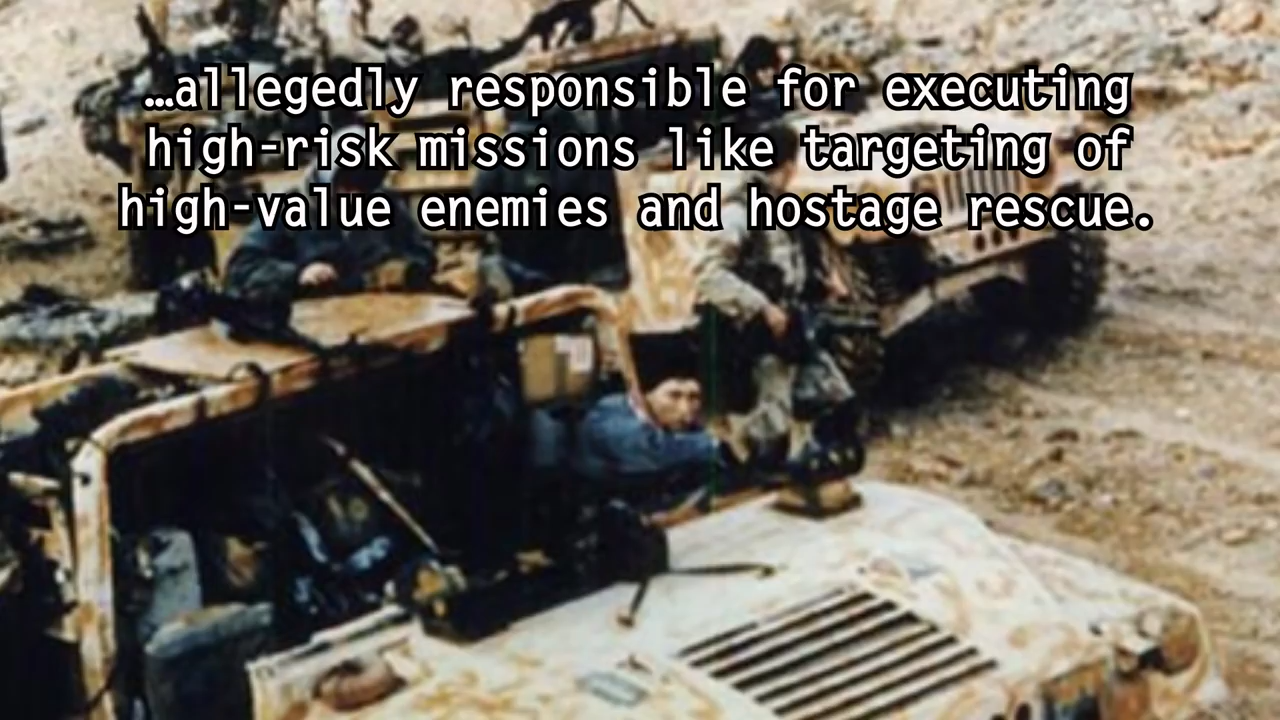 …allegedly responsible for executing
high-risk missions like targeting of
high-value enemies and hostage rescue.